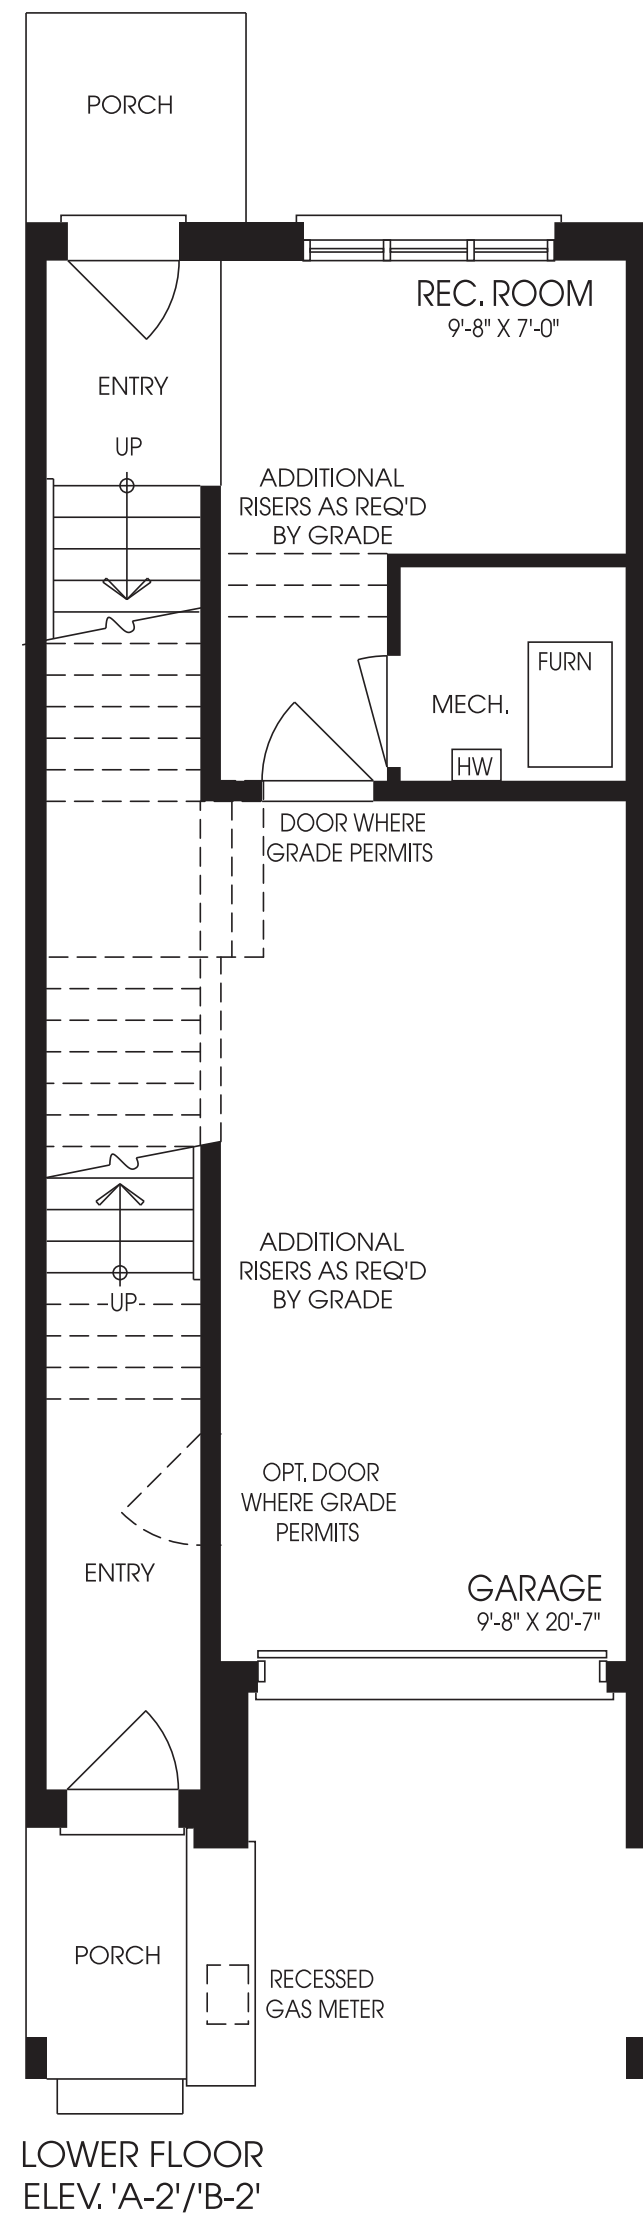 PORCH
REC. ROOM
9'-8" X 7'-0"
ENTRY
UP
ADDITIONAL
RISERS AS REQ'D
BY GRADE
FURN
MECH.
HW
DOOR WHERE
GRADE PERMITS
ADDITIONAL
RISERS AS REQ'D
BY GRADE
UP
OPT. DOOR
WHERE GRADE
PERMITS
ENTRY
GARAGE
9'-8" X 20'-7"
PORCH
RECESSED
GAS METER
LOWER FLOOR
ELEV. 'A-2'/'B-2'